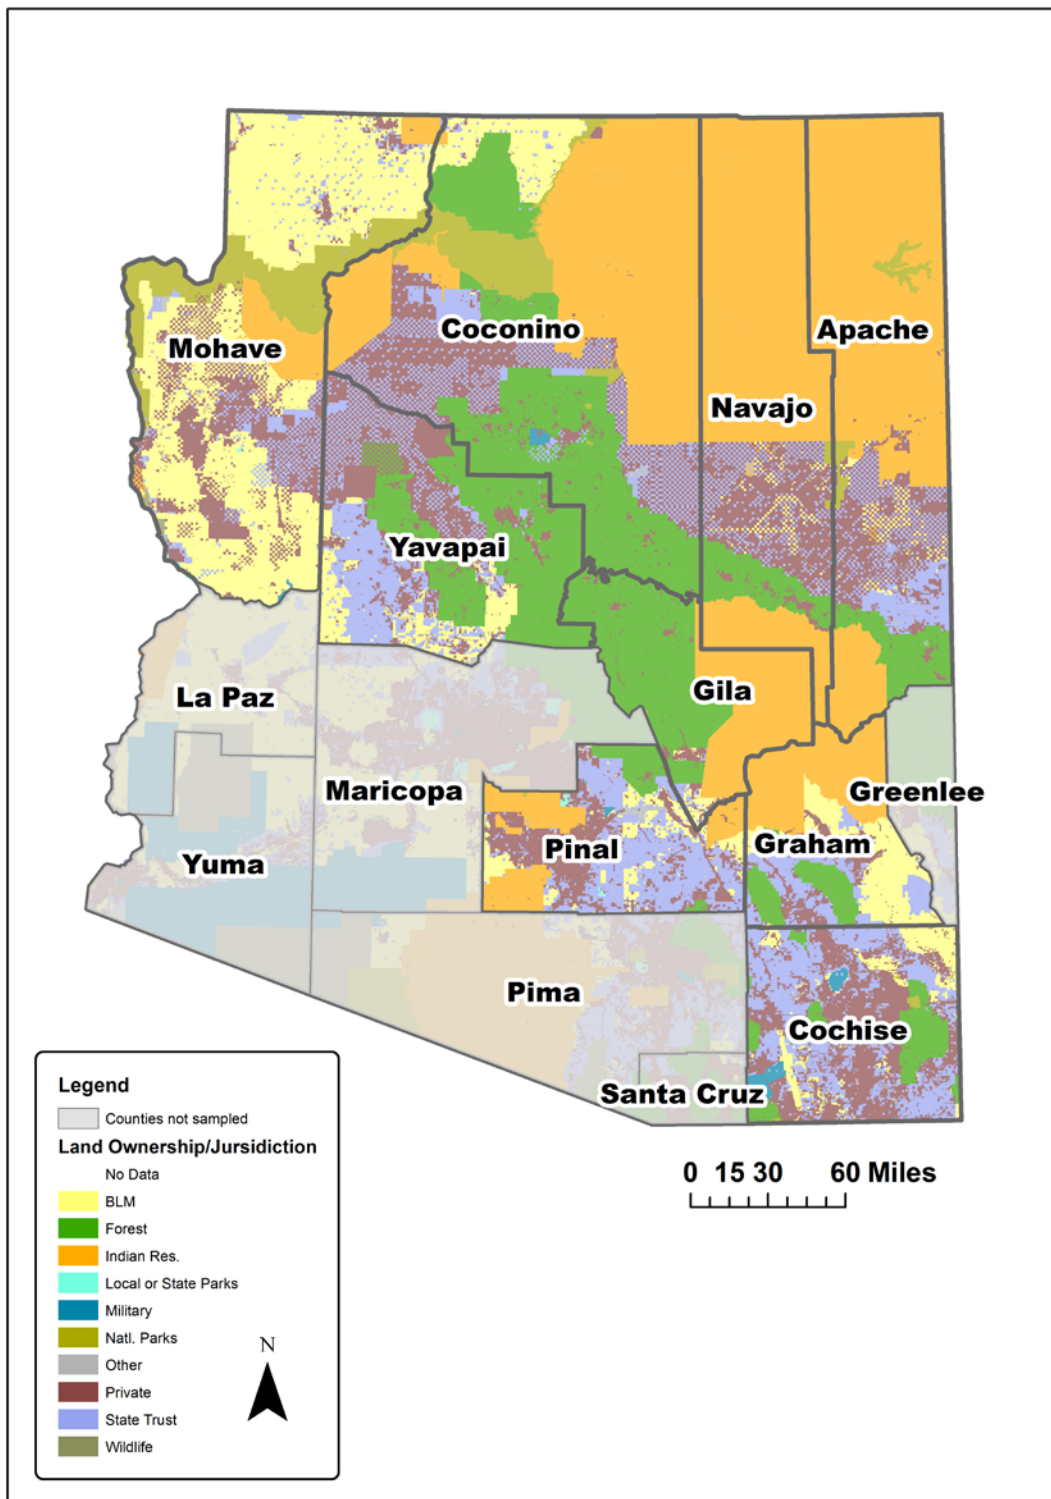 Coconino
Apache
Mohave
Navajo
Yavapai
La Paz
Gila
Maricopa
Greenlee
Pinal
Graham
Yuma
Pima
Cochise
Santa Cruz
0 15 30 60 Miles
Legend
Counties not sampled
Land Ownership/Jursidiction
No Data
BLM
Forest
Indian Res.
Local or State Parks
Military
Natl. Parks
Other
Private
State Trust
Wildlife
N